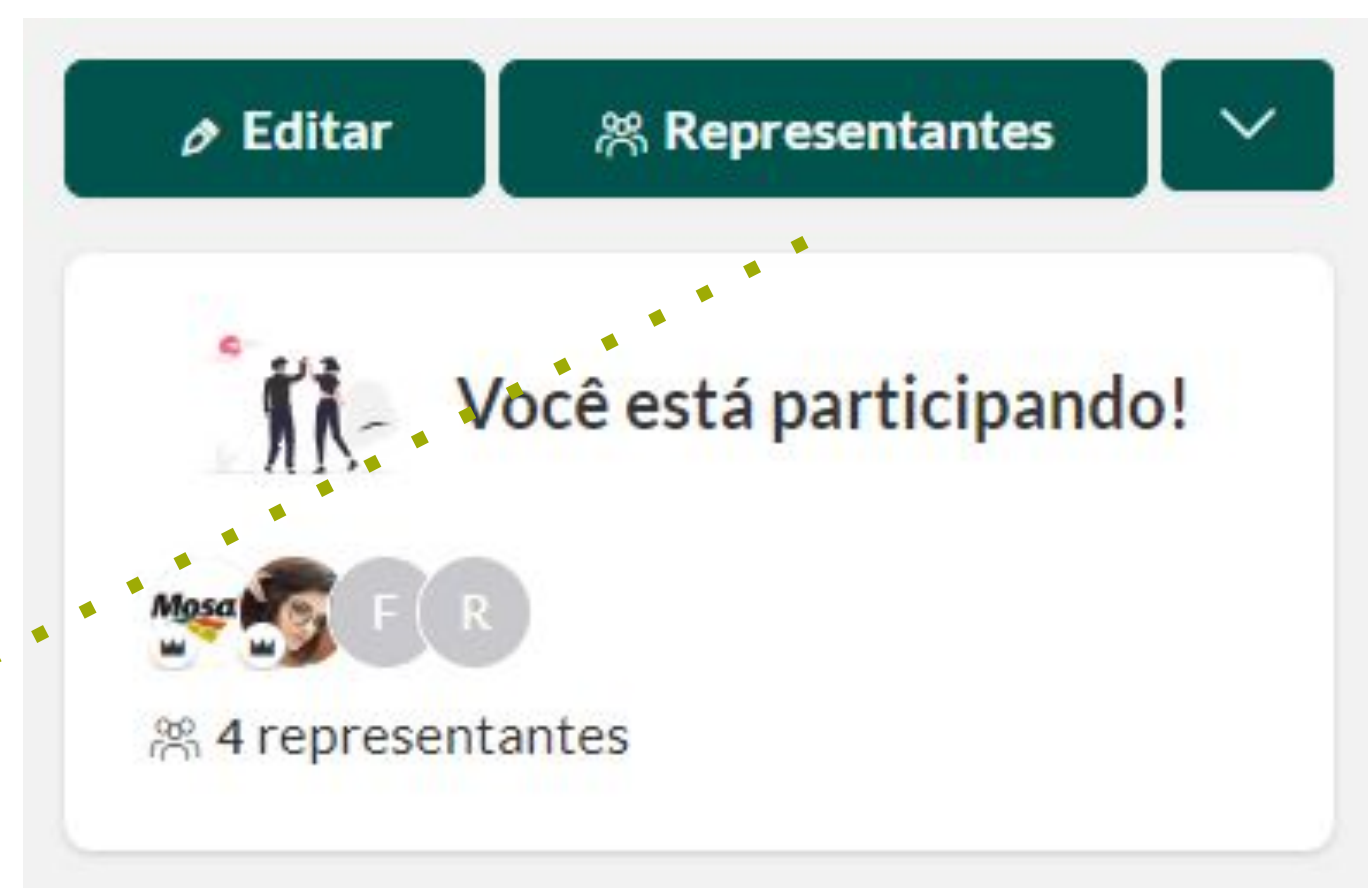 Editar
Representantes
Você está participando!
Mosa
F
R
4 representantes